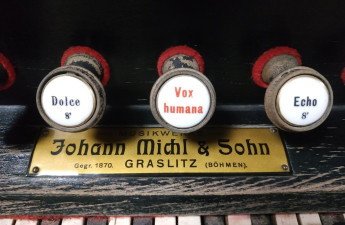 Dolce
8'
Vox
humana
Echo
8'
Johann Michl & Sohn
Gegr. 1870. GRASLITZ (BÖHMEN).